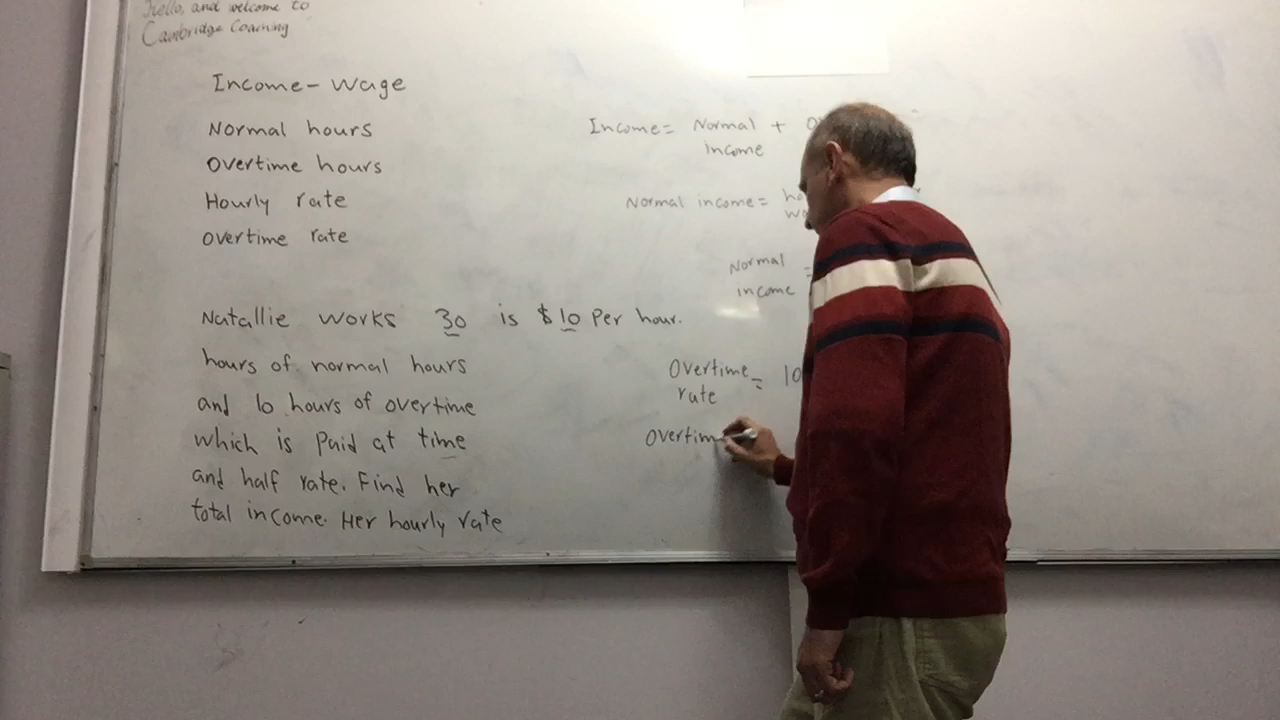 Hello, and welcome to
Cambridge Coaching
Income - Wage
Normal hours
Overtime hours
Hourly rate
Overtime rate
Natallie works 30 is $10 Per hour.
hours of normal hours
and 10 hours of overtime
which is paid at time
and half rate. Find her
total income. Her hourly rate
Income = Normal +
income
Normal income =
Normal =
income
Overtime = 10
rate
Overtim